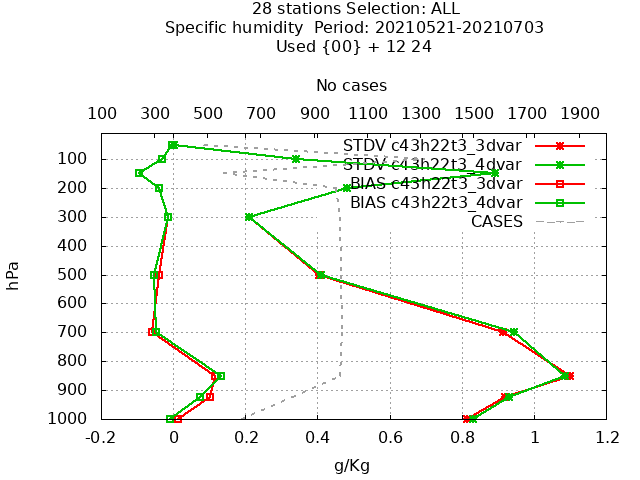 28 stations Selection: ALL
Specific humidity  Period: 20210521-20210703
Used {00} + 12 24
No cases
100 300 500 700 900 1100 1300 1500 1700 1900
STDV c43h22t3_3dvar
STDV c43h22t3_4dvar
BIAS c43h22t3_3dvar
BIAS c43h22t3_4dvar
CASES
hPa
100
200
300
400
500
600
700
800
900
1000
-0.2 0 0.2 0.4 0.6 0.8 1 1.2
g/Kg